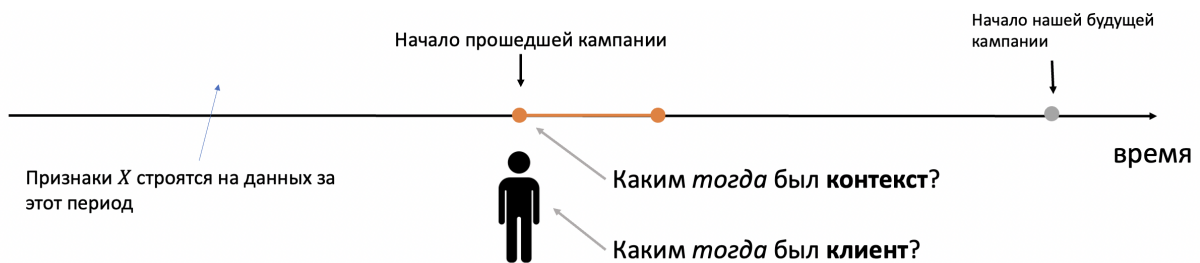 Начало нашей будущей
кампании
Начало прошедшей кампании
время
Признаки X строятся на данных за
этот период
Каким тогда был контекст?
Каким тогда был клиент?